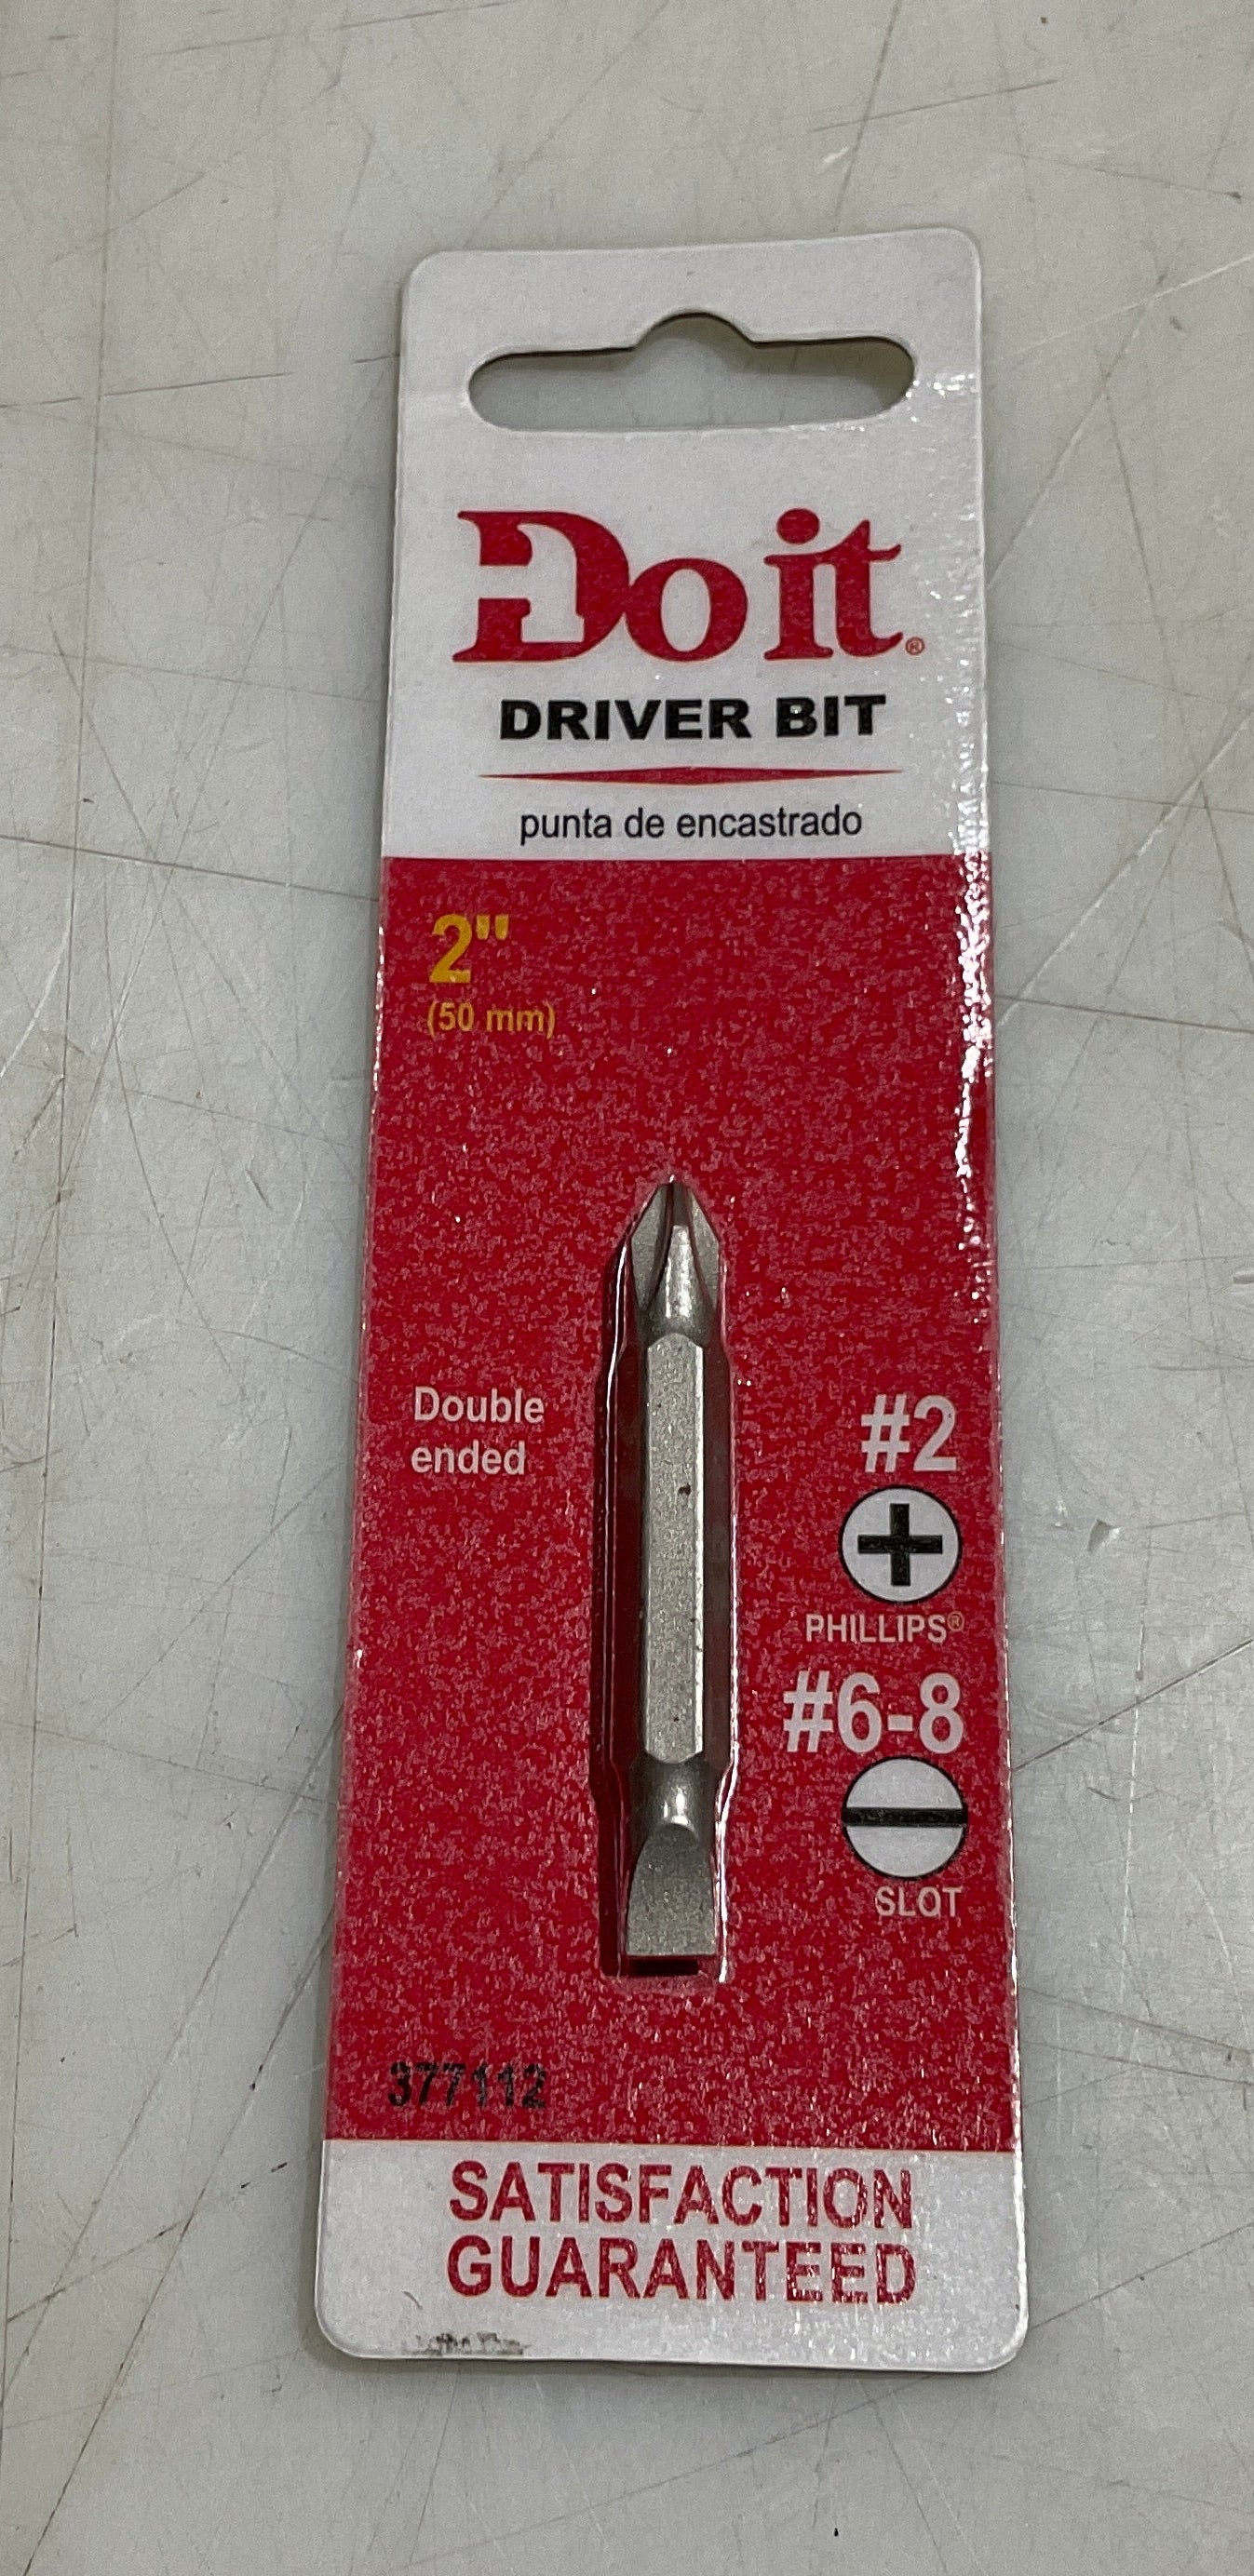 Do it®
DRIVER BIT
punta de encastrado
2"
(50 mm)
Double
ended
#2
PHILLIPS®
#6-8
SLOT
377112
SATISFACTION
GUARANTEED